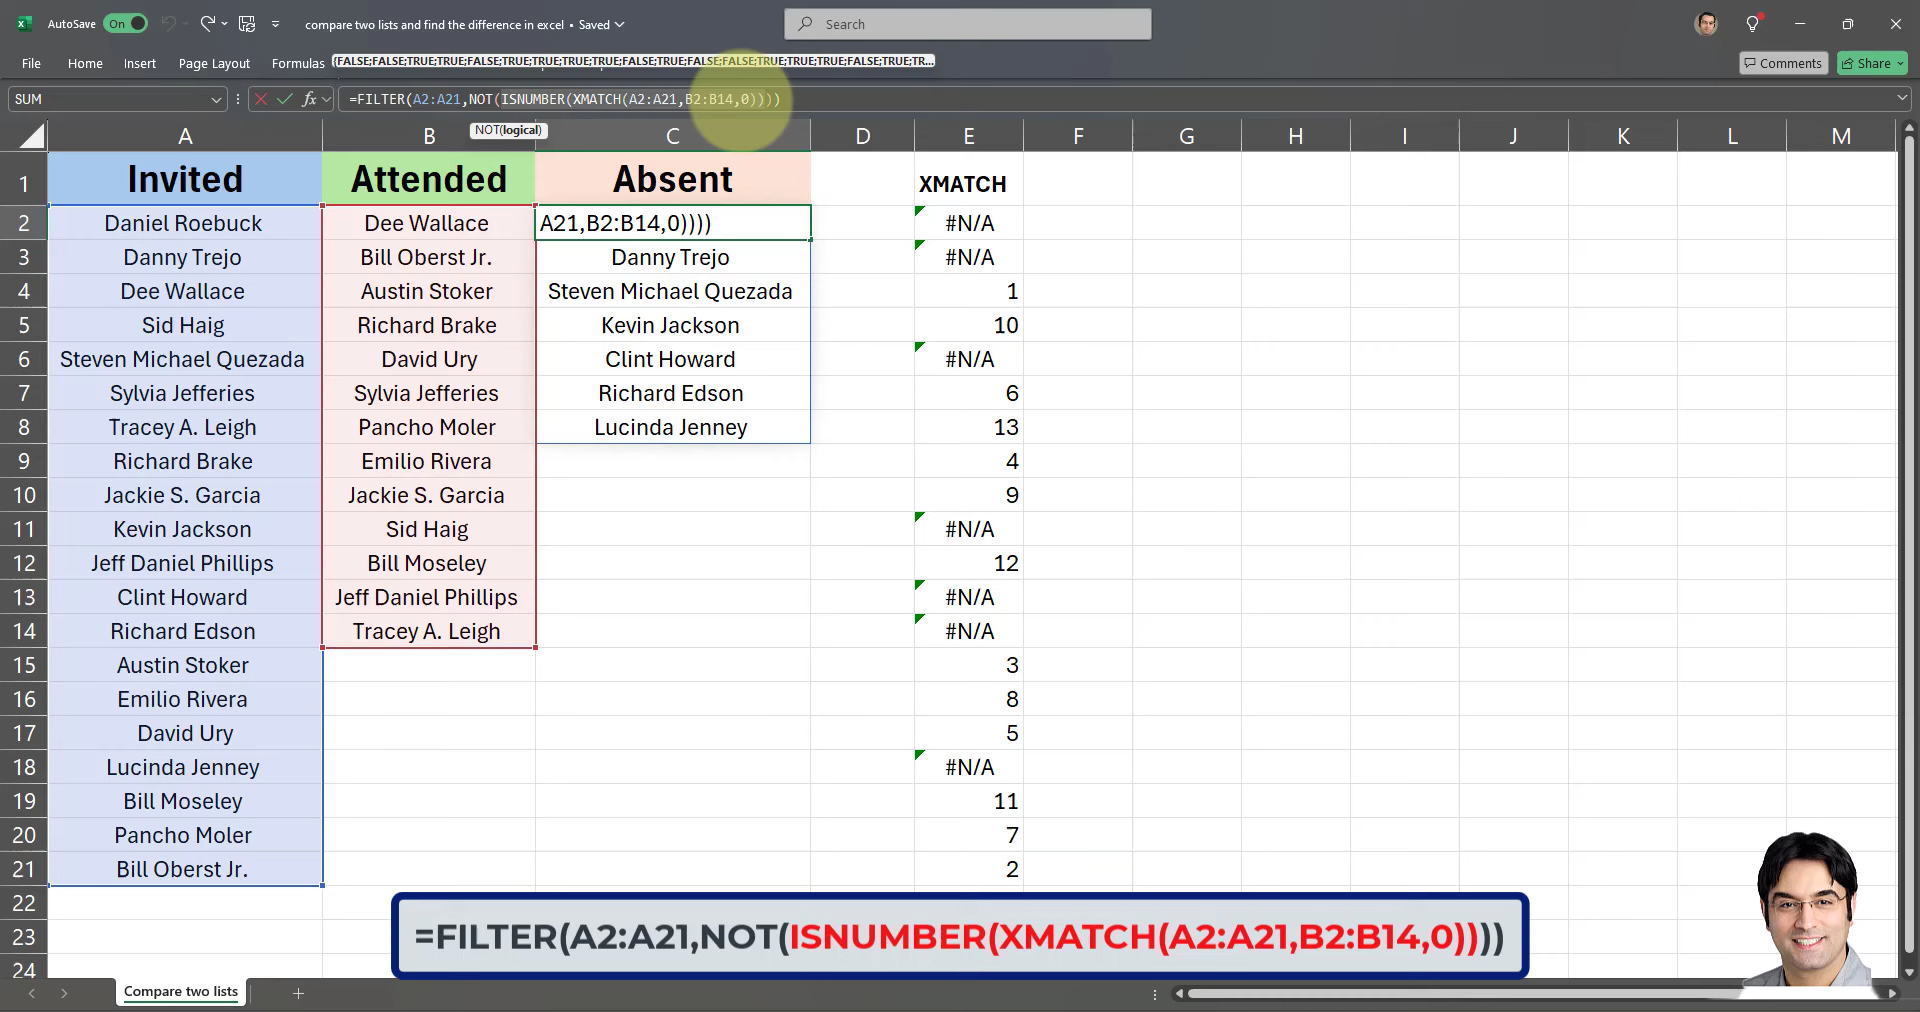 AutoSave On compare two lists and find the difference in excel • Saved Search
File Home Insert Page Layout Formulas {FALSE;FALSE;TRUE;TRUE;FALSE;TRUE;TRUE;TRUE;TRUE;FALSE;TRUE;FALSE;FALSE;TRUE;TRUE;TRUE;FALSE;TRUE;TR... Comments Share
SUM fx =FILTER(A2:A21,NOT(ISNUMBER(XMATCH(A2:A21,B2:B14,0))))
NOT(logical)
A B C D E F G H I J K L M
1 Invited Attended Absent XMATCH
2 Daniel Roebuck Dee Wallace A21,B2:B14,0)))) #N/A
3 Danny Trejo Bill Oberst Jr. Danny Trejo #N/A
4 Dee Wallace Austin Stoker Steven Michael Quezada 1
5 Sid Haig Richard Brake Kevin Jackson 10
6 Steven Michael Quezada David Ury Clint Howard #N/A
7 Sylvia Jefferies Sylvia Jefferies Richard Edson 6
8 Tracey A. Leigh Pancho Moler Lucinda Jenney 13
9 Richard Brake Emilio Rivera 4
10 Jackie S. Garcia Jackie S. Garcia 9
11 Kevin Jackson Sid Haig #N/A
12 Jeff Daniel Phillips Bill Moseley 12
13 Clint Howard Jeff Daniel Phillips #N/A
14 Richard Edson Tracey A. Leigh #N/A
15 Austin Stoker 3
16 Emilio Rivera 8
17 David Ury 5
18 Lucinda Jenney #N/A
19 Bill Moseley 11
20 Pancho Moler 7
21 Bill Oberst Jr. 2
22
23 =FILTER(A2:A21,NOT(ISNUMBER(XMATCH(A2:A21,B2:B14,0))))
24
Compare two lists